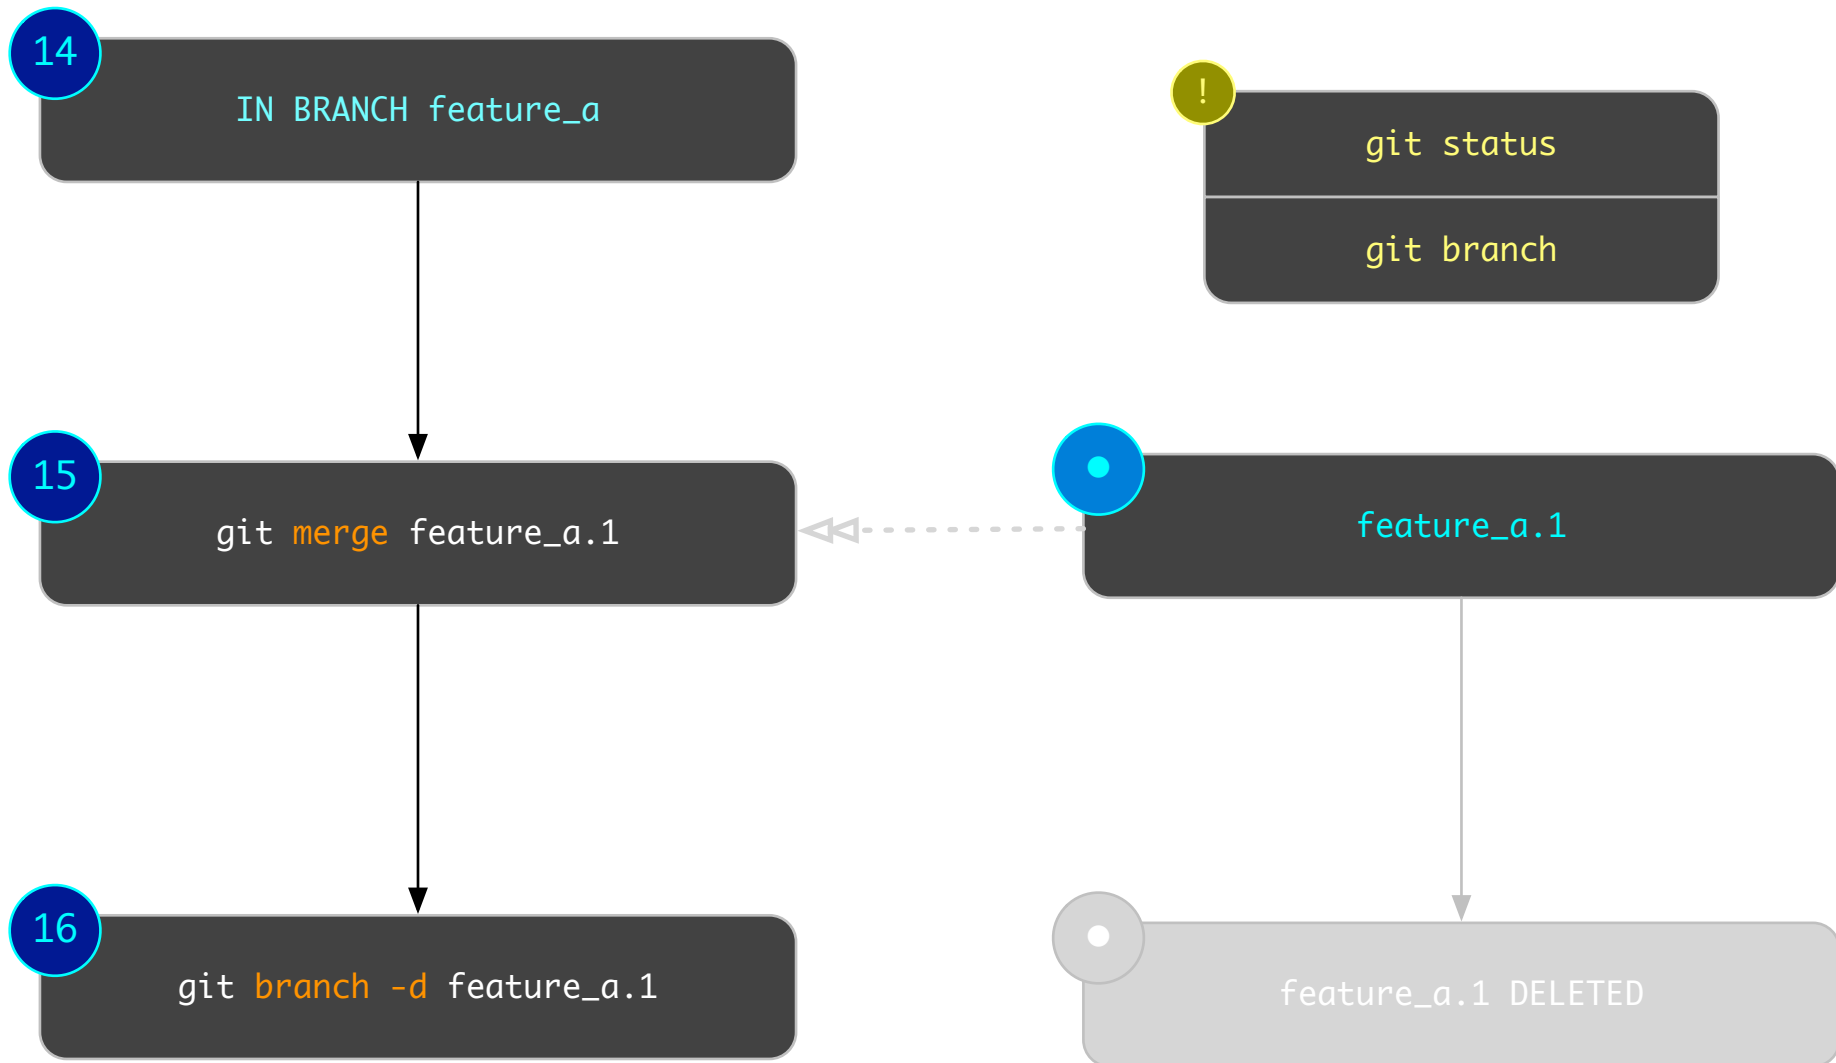 14
IN BRANCH feature_a
!
git status
git branch
15
git merge feature_a.1
feature_a.1
16
git branch -d feature_a.1
feature_a.1 DELETED